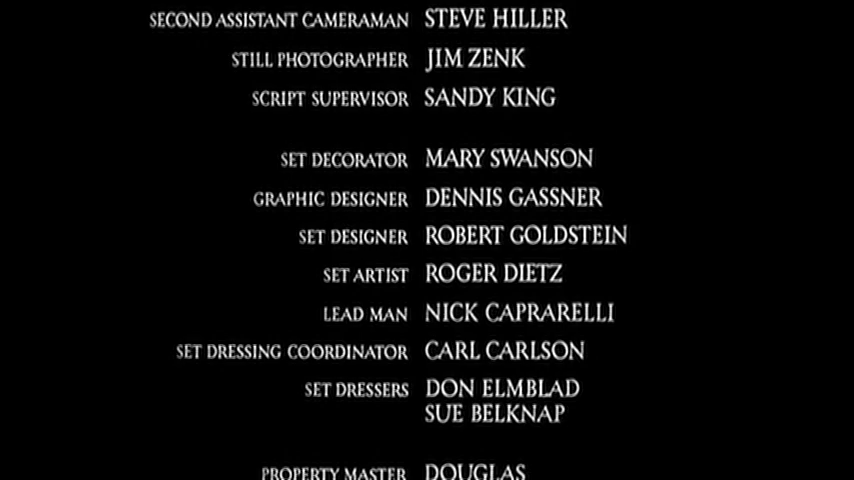 SECOND ASSISTANT CAMERAMAN STEVE HILLER
STILL PHOTOGRAPHER JIM ZENK
SCRIPT SUPERVISOR SANDY KING
SET DECORATOR MARY SWANSON
GRAPHIC DESIGNER DENNIS GASSNER
SET DESIGNER ROBERT GOLDSTEIN
SET ARTIST ROGER DIETZ
LEAD MAN NICK CAPRARELLI
SET DRESSING COORDINATOR CARL CARLSON
SET DRESSERS DON ELMBLAD
SUE BELKNAP
PROPERTY MASTER DOUGLAS